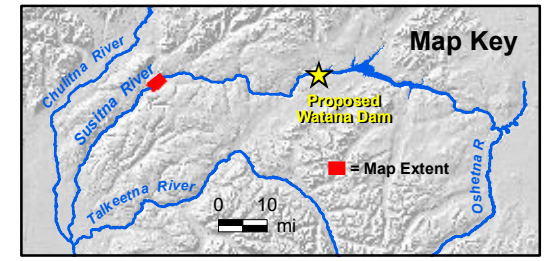 Map Key
Chulitna River
Susitna River
Proposed
Watana Dam
= Map Extent
Talkeetna River
Oshetna R
0 10
mi